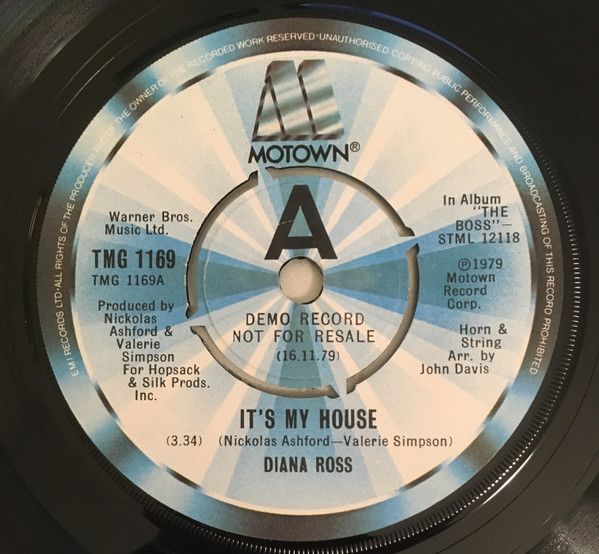 EMI RECORDS LTD·ALL RIGHTS OF THE PRODUCER AND OF THE OWNER OF THE RECORDED WORK RESERVED·UNAUTHORISED COPYING PUBLIC PERFORMANCE AND BROADCASTING OF THIS RECORD PROHIBITED
M
MOTOWN®
A
Warner Bros.
Music Ltd.
TMG 1169
TMG 1169A
Produced by
Nickolas
Ashford &
Valerie
Simpson
For Hopsack
& Silk Prods.
Inc.
In Album
"THE
BOSS"—
STML 12118
℗1979
Motown
Record
Corp.
Horn &
String
Arr. by
John Davis
DEMO RECORD
NOT FOR RESALE
(16.11.79)
IT'S MY HOUSE
(3.34) (Nickolas Ashford—Valerie Simpson)
DIANA ROSS